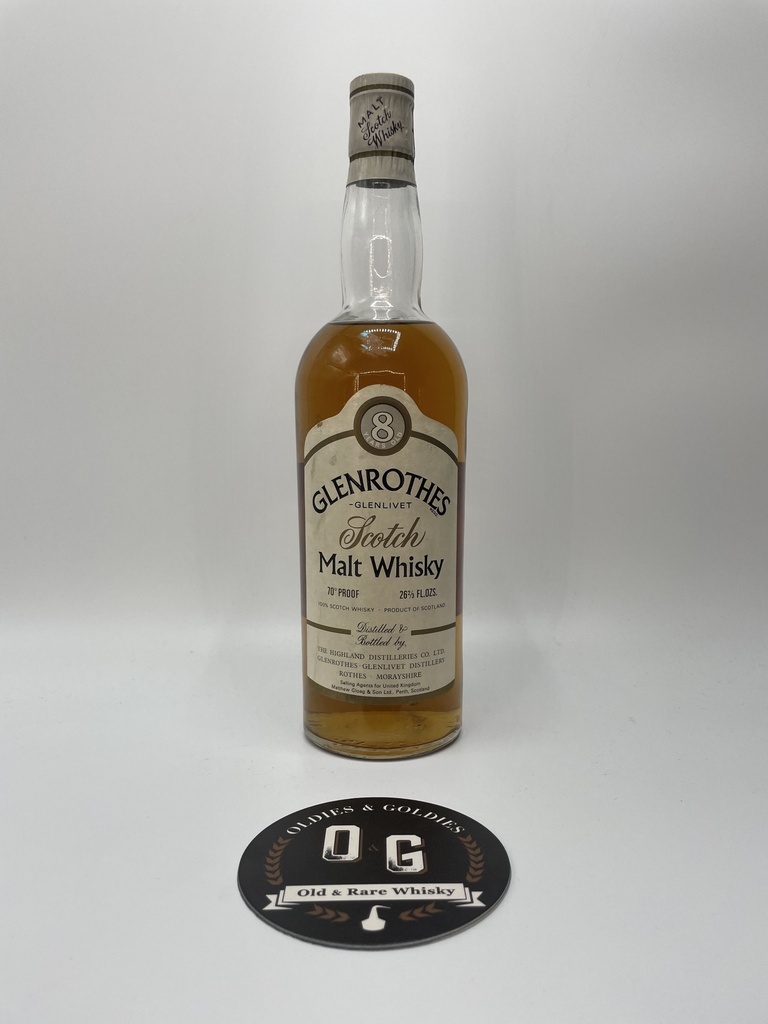 MALT
Scotch
Whisky
8
YEARS OLD
GLENROTHES
-GLENLIVET
Scotch
Malt Whisky
70° PROOF 26⅔ FL.OZS.
100% SCOTCH WHISKY · PRODUCT OF SCOTLAND
Distilled &
Bottled by,
THE HIGHLAND DISTILLERIES CO. LTD
GLENROTHES-GLENLIVET DISTILLERY
ROTHES MORAYSHIRE
Selling Agents for United Kingdom
Matthew Gloag & Son Ltd., Perth, Scotland
OLDIES & GOLDIES
O & G
Old & Rare Whisky